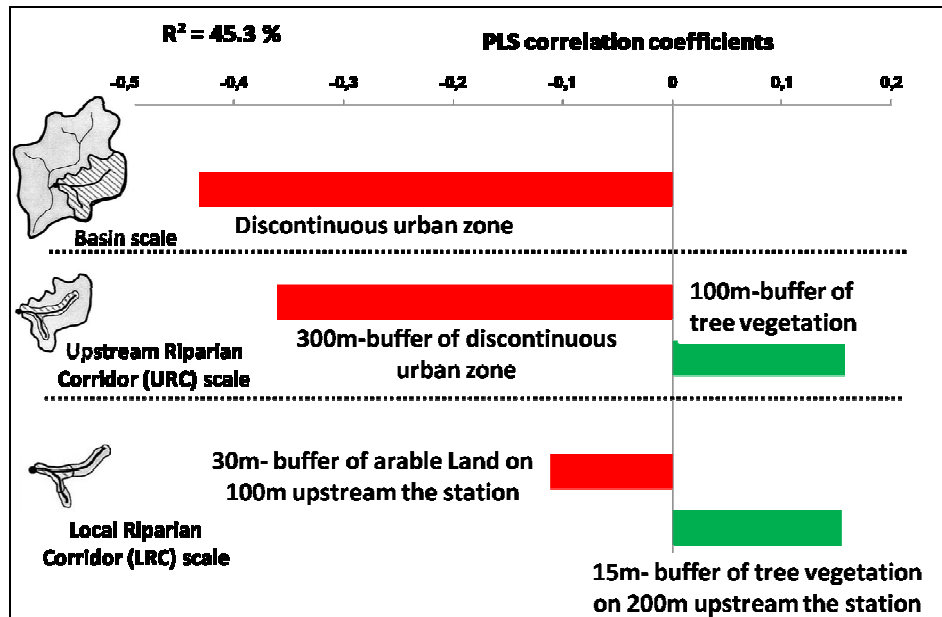 R² = 45.3 %
PLS correlation coefficients
-0,5 -0,4 -0,3 -0,2 -0,1 0 0,1 0,2
Discontinuous urban zone
Basin scale
100m-buffer of
tree vegetation
300m-buffer of discontinuous
urban zone
Upstream Riparian
Corridor (URC) scale
30m- buffer of arable Land on
100m upstream the station
Local Riparian
Corridor (LRC) scale
15m- buffer of tree vegetation
on 200m upstream the station